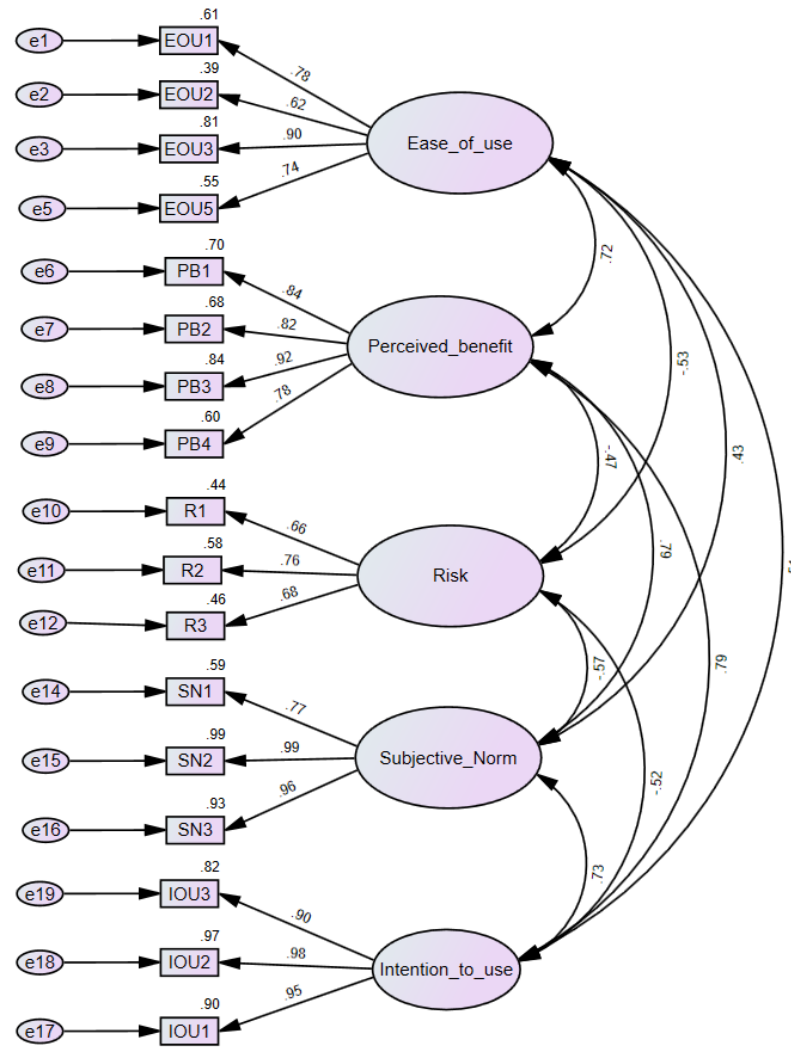 .61
e1 EOU1
.78
.39
e2 EOU2
.62
.81
e3 EOU3
.90
Ease_of_use
.74
.55
e5 EOU5
.72
.70
e6 PB1
.84
.68
e7 PB2
.82
Perceived_benefit
-.53
.92
.84
e8 PB3
.78
.60
e9 PB4
-.47
.43
.44
e10 R1
.66
.79
.58
e11 R2
.76
Risk
.68
.46
e12 R3
.59
-.57
.79
e14 SN1
.77
.99
e15 SN2
.99
Subjective_Norm
.96
-.52
.93
e16 SN3
.82
.73
e19 IOU3
.90
.97
e18 IOU2
.98
Intention_to_use
.95
.90
e17 IOU1